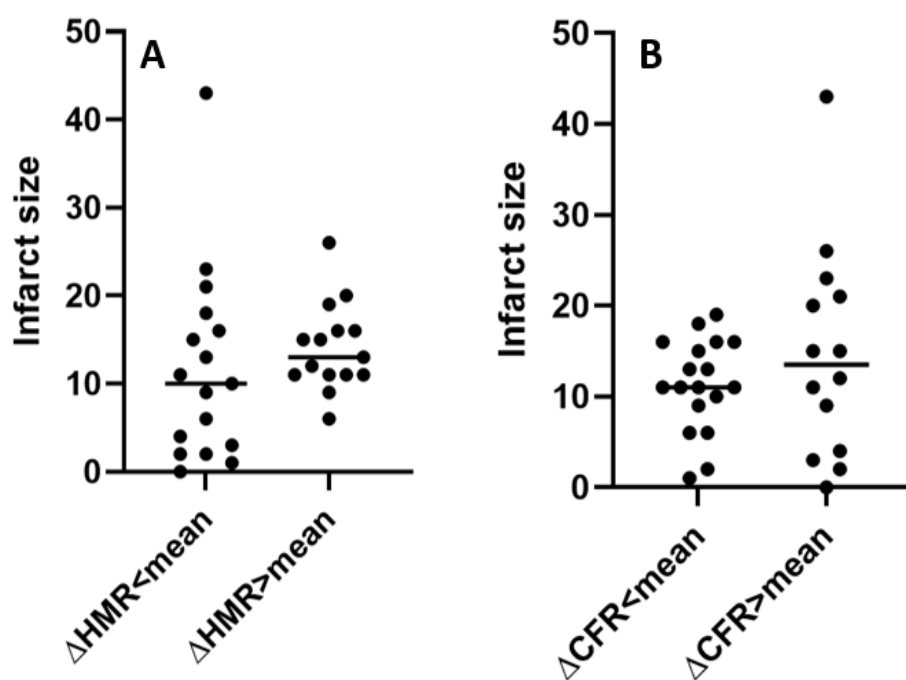 A
Infarct size
50
40
30
20
10
0
ΔHMR<mean
ΔHMR>mean
B
Infarct size
50
40
30
20
10
0
ΔCFR<mean
ΔCFR>mean